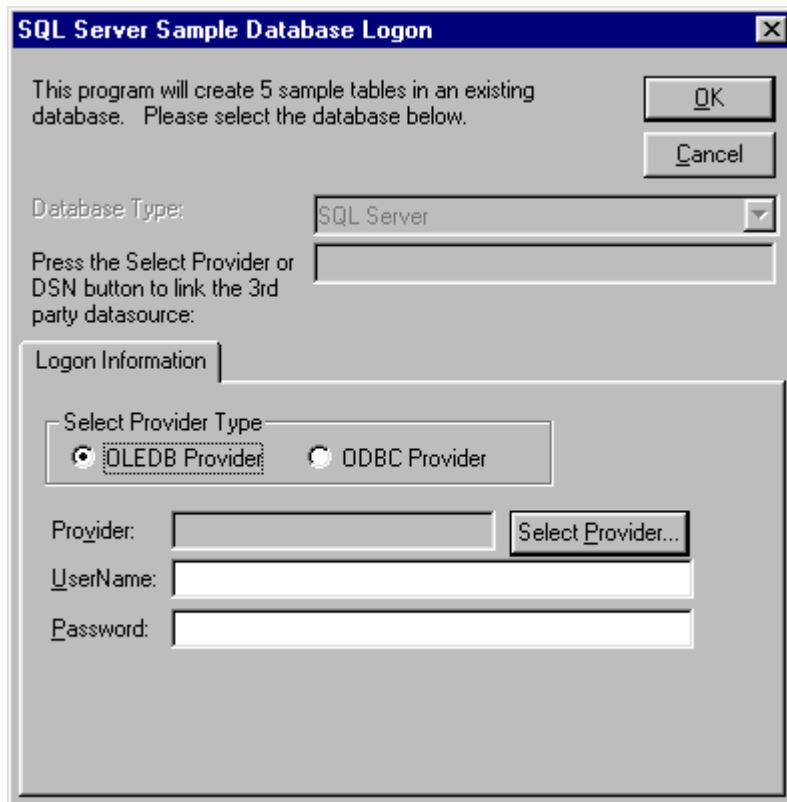 SQL Server Sample Database Logon
This program will create 5 sample tables in an existing
database.   Please select the database below.
OK
Cancel
Database Type:
SQL Server
Press the Select Provider or
DSN button to link the 3rd
party datasource:
Logon Information
Select Provider Type
OLEDB Provider
ODBC Provider
Provider:
Select Provider...
UserName:
Password: